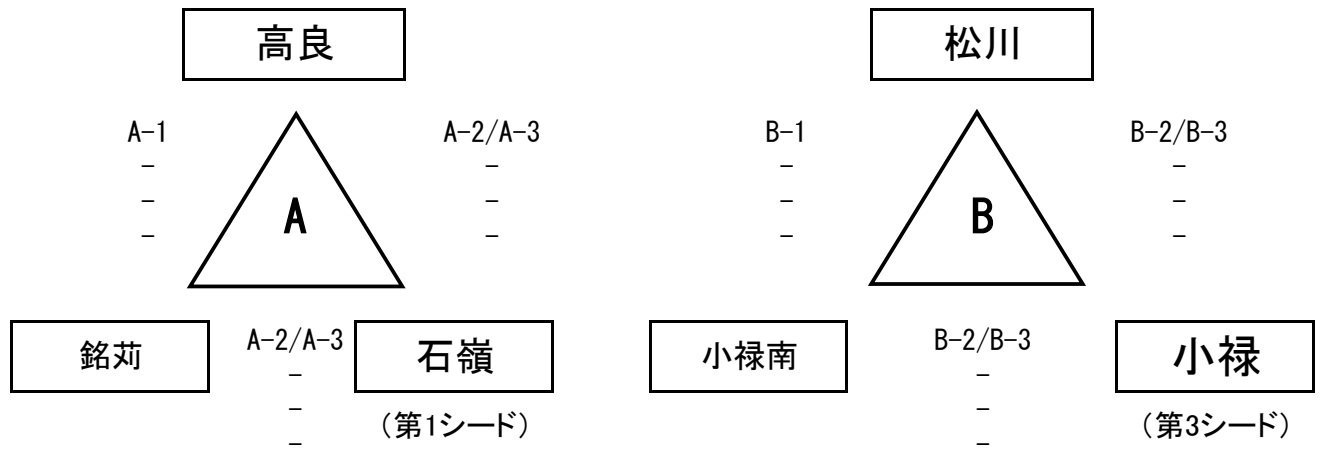 高良
松川
A-1
A-2/A-3
B-1
B-2/B-3
- - - -
- - - -
- - - -
A
B
銘苅
A-2/A-3
石嶺
小禄南
B-2/B-3
小禄
- -
- -
- -
（第1シード）
（第3シード）